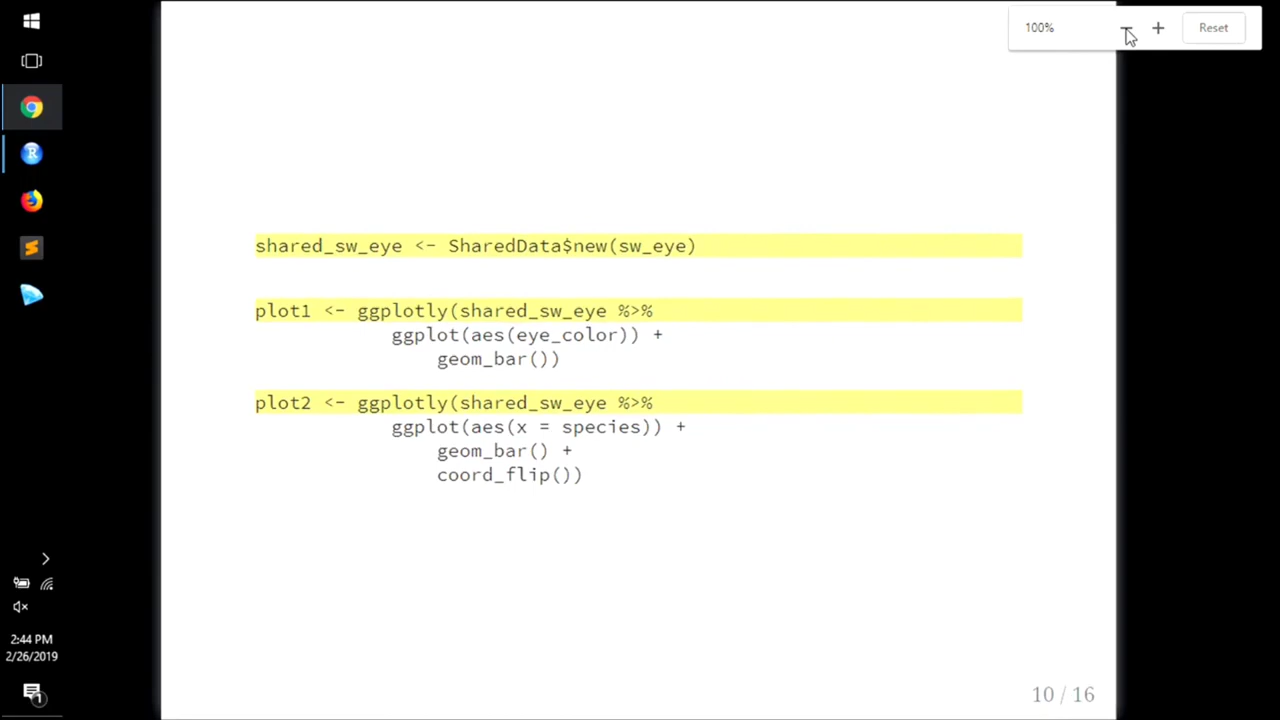 100%
Reset
shared_sw_eye <- SharedData$new(sw_eye)
plot1 <- ggplotly(shared_sw_eye %>%
ggplot(aes(eye_color)) +
geom_bar())
plot2 <- ggplotly(shared_sw_eye %>%
ggplot(aes(x = species)) +
geom_bar() +
coord_flip())
2:44 PM
2/26/2019
1
10 / 16